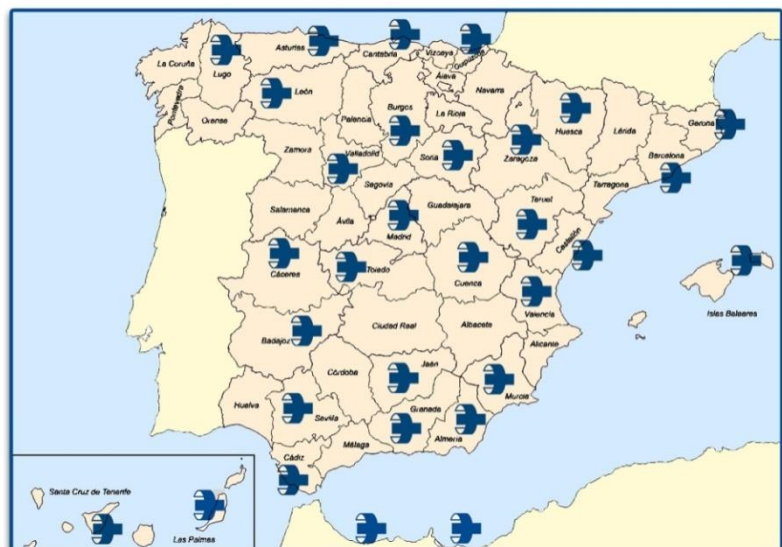 Asturias
Cantabria
Vizcaya
Guipuzcoa
La Coruña
Lugo
Álava
Navarra
León
Pontevedra
Burgos
La Rioja
Huesca
Lérida
Gerona
Orense
Palencia
Zamora
Valladolid
Soria
Zaragoza
Barcelona
Segovia
Tarragona
Salamanca
Ávila
Guadalajara
Teruel
Madrid
Castellón
Cáceres
Toledo
Cuenca
Valencia
Islas Baleares
Badajoz
Ciudad Real
Albacete
Alicante
Córdoba
Jaén
Murcia
Huelva
Sevilla
Granada
Málaga
Almería
Cádiz
Santa Cruz de Tenerife
Las Palmas